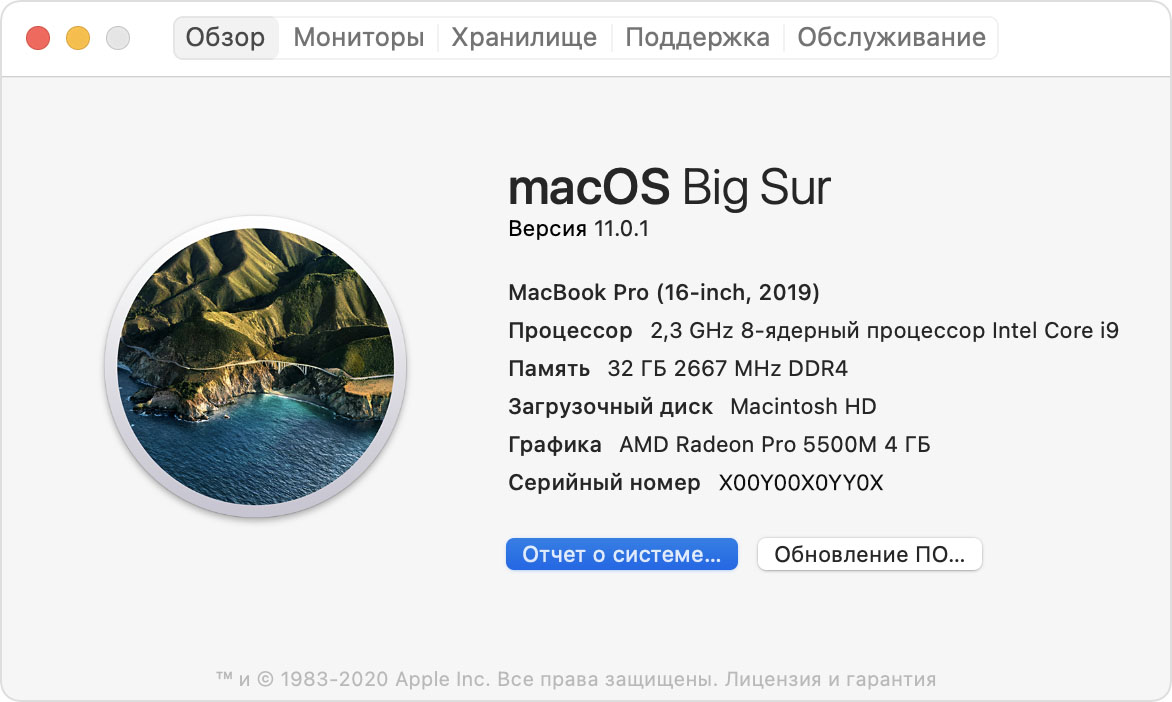 Обзор Мониторы Хранилище Поддержка Обслуживание
macOS Big Sur
Версия 11.0.1
MacBook Pro (16-inch, 2019)
Процессор 2,3 GHz 8-ядерный процессор Intel Core i9
Память 32 ГБ 2667 MHz DDR4
Загрузочный диск Macintosh HD
Графика AMD Radeon Pro 5500M 4 ГБ
Серийный номер X00Y00X0YY0X
Отчет о системе... Обновление ПО...
™ и © 1983-2020 Apple Inc. Все права защищены. Лицензия и гарантия